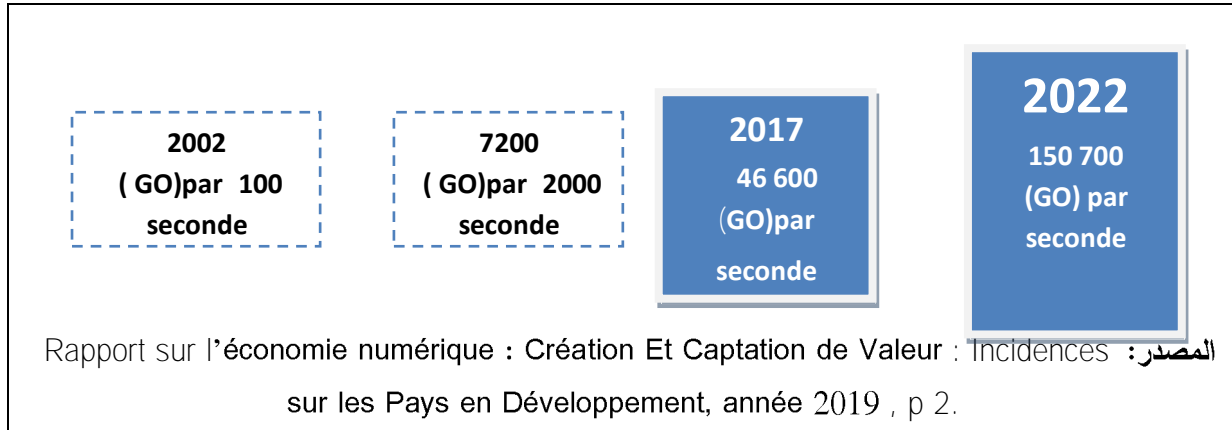 2002
( GO)par 100
seconde
7200
( GO)par 2000
seconde
2017
46 600
(GO)par
seconde
2022
150 700
(GO) par
seconde
Rapport sur l'économie numérique : Création Et Captation de Valeur : Incidences المصدر:
sur les Pays en Développement, année 2019 , p 2.